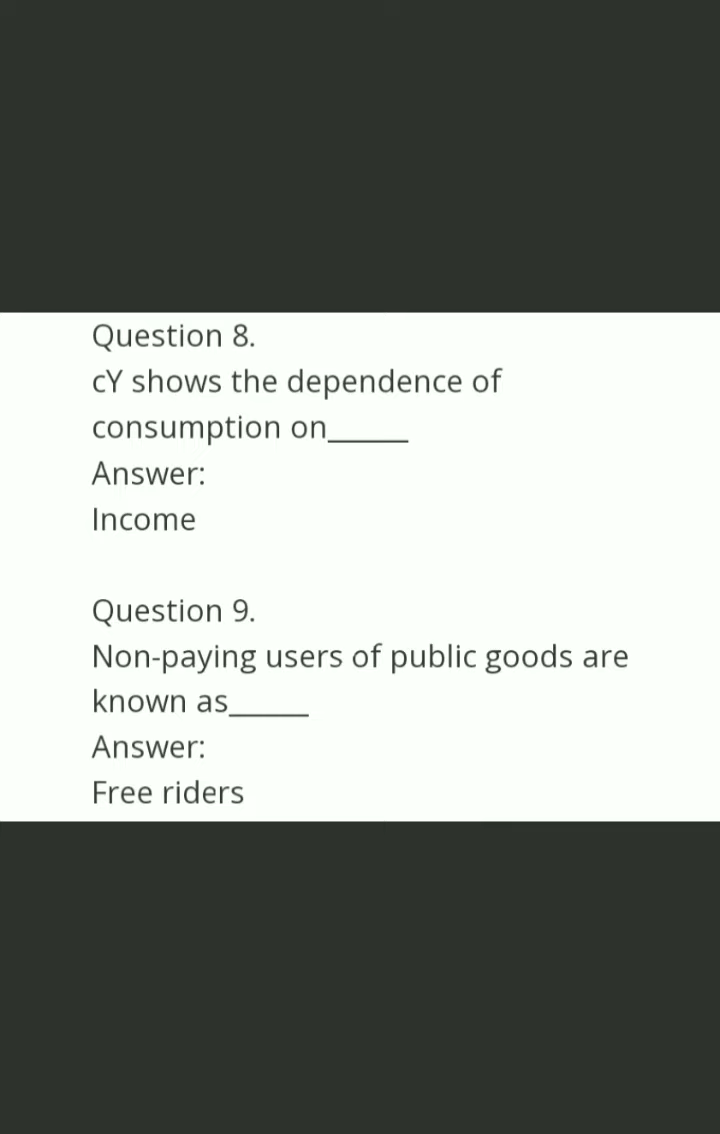 Question 8.
cY shows the dependence of
consumption on_____
Answer:
Income
Question 9.
Non-paying users of public goods are
known as_____
Answer:
Free riders